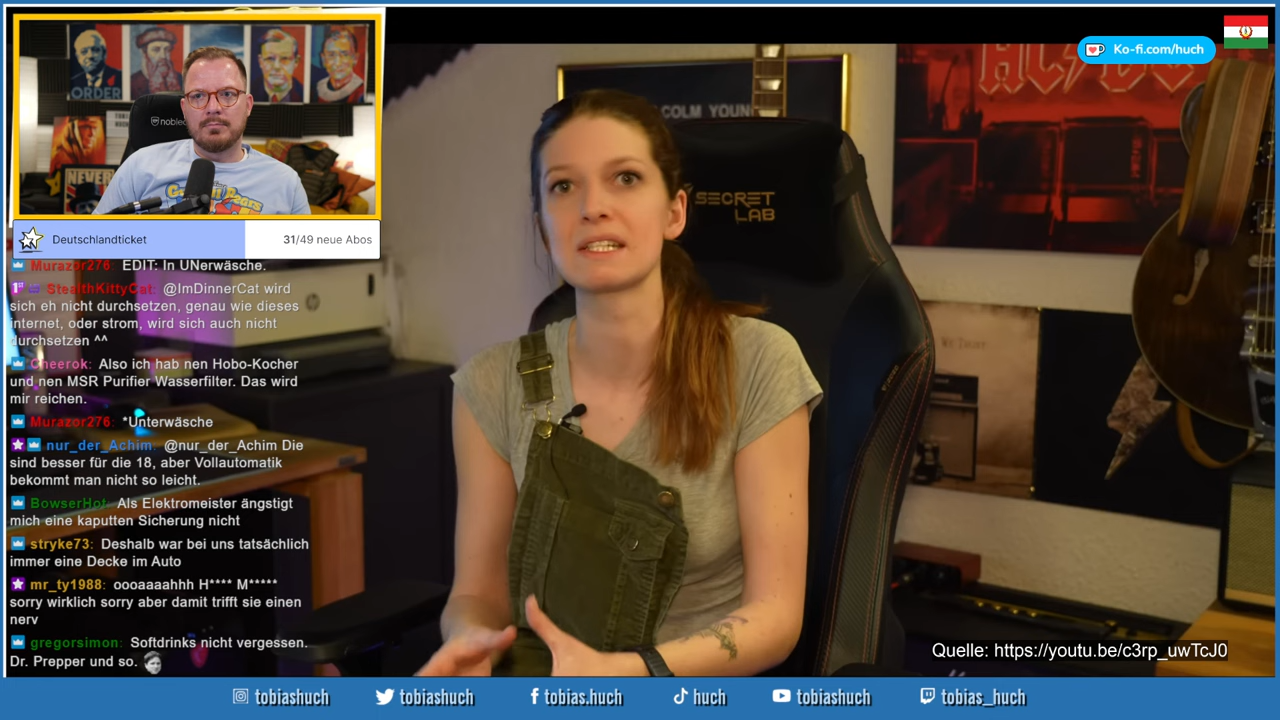 Ko-fi.com/huch
ORDER
noblec
NEVER
COLM YOUNG
AC/DC
SECRET
LAB
Deutschlandticket
31/49 neue Abos
Murazor276: EDIT: In UNerwäsche.
StealthKittyCat: @ImDinnerCat wird
sich eh nicht durchsetzen, genau wie dieses
internet, oder strom, wird sich auch nicht
durchsetzen ^^
Cheerok: Also ich hab nen Hobo-Kocher
und nen MSR Purifier Wasserfilter. Das wird
mir reichen.
Murazor276: *Unterwäsche
nur_der_Achim: @nur_der_Achim Die
sind besser für die 18, aber Vollautomatik
bekommt man nicht so leicht.
BowserHof: Als Elektromeister ängstigt
mich eine kaputten Sicherung nicht
stryke73: Deshalb war bei uns tatsächlich
immer eine Decke im Auto
mr_ty1988: oooaaaahhh H**** M*****
sorry wirklich sorry aber damit trifft sie einen
nerv
gregorsimon: Softdrinks nicht vergessen.
Dr. Prepper und so.
Quelle: https://youtu.be/c3rp_uwTcJ0
tobiashuch
tobiashuch
tobias.huch
huch
tobiashuch
tobias_huch